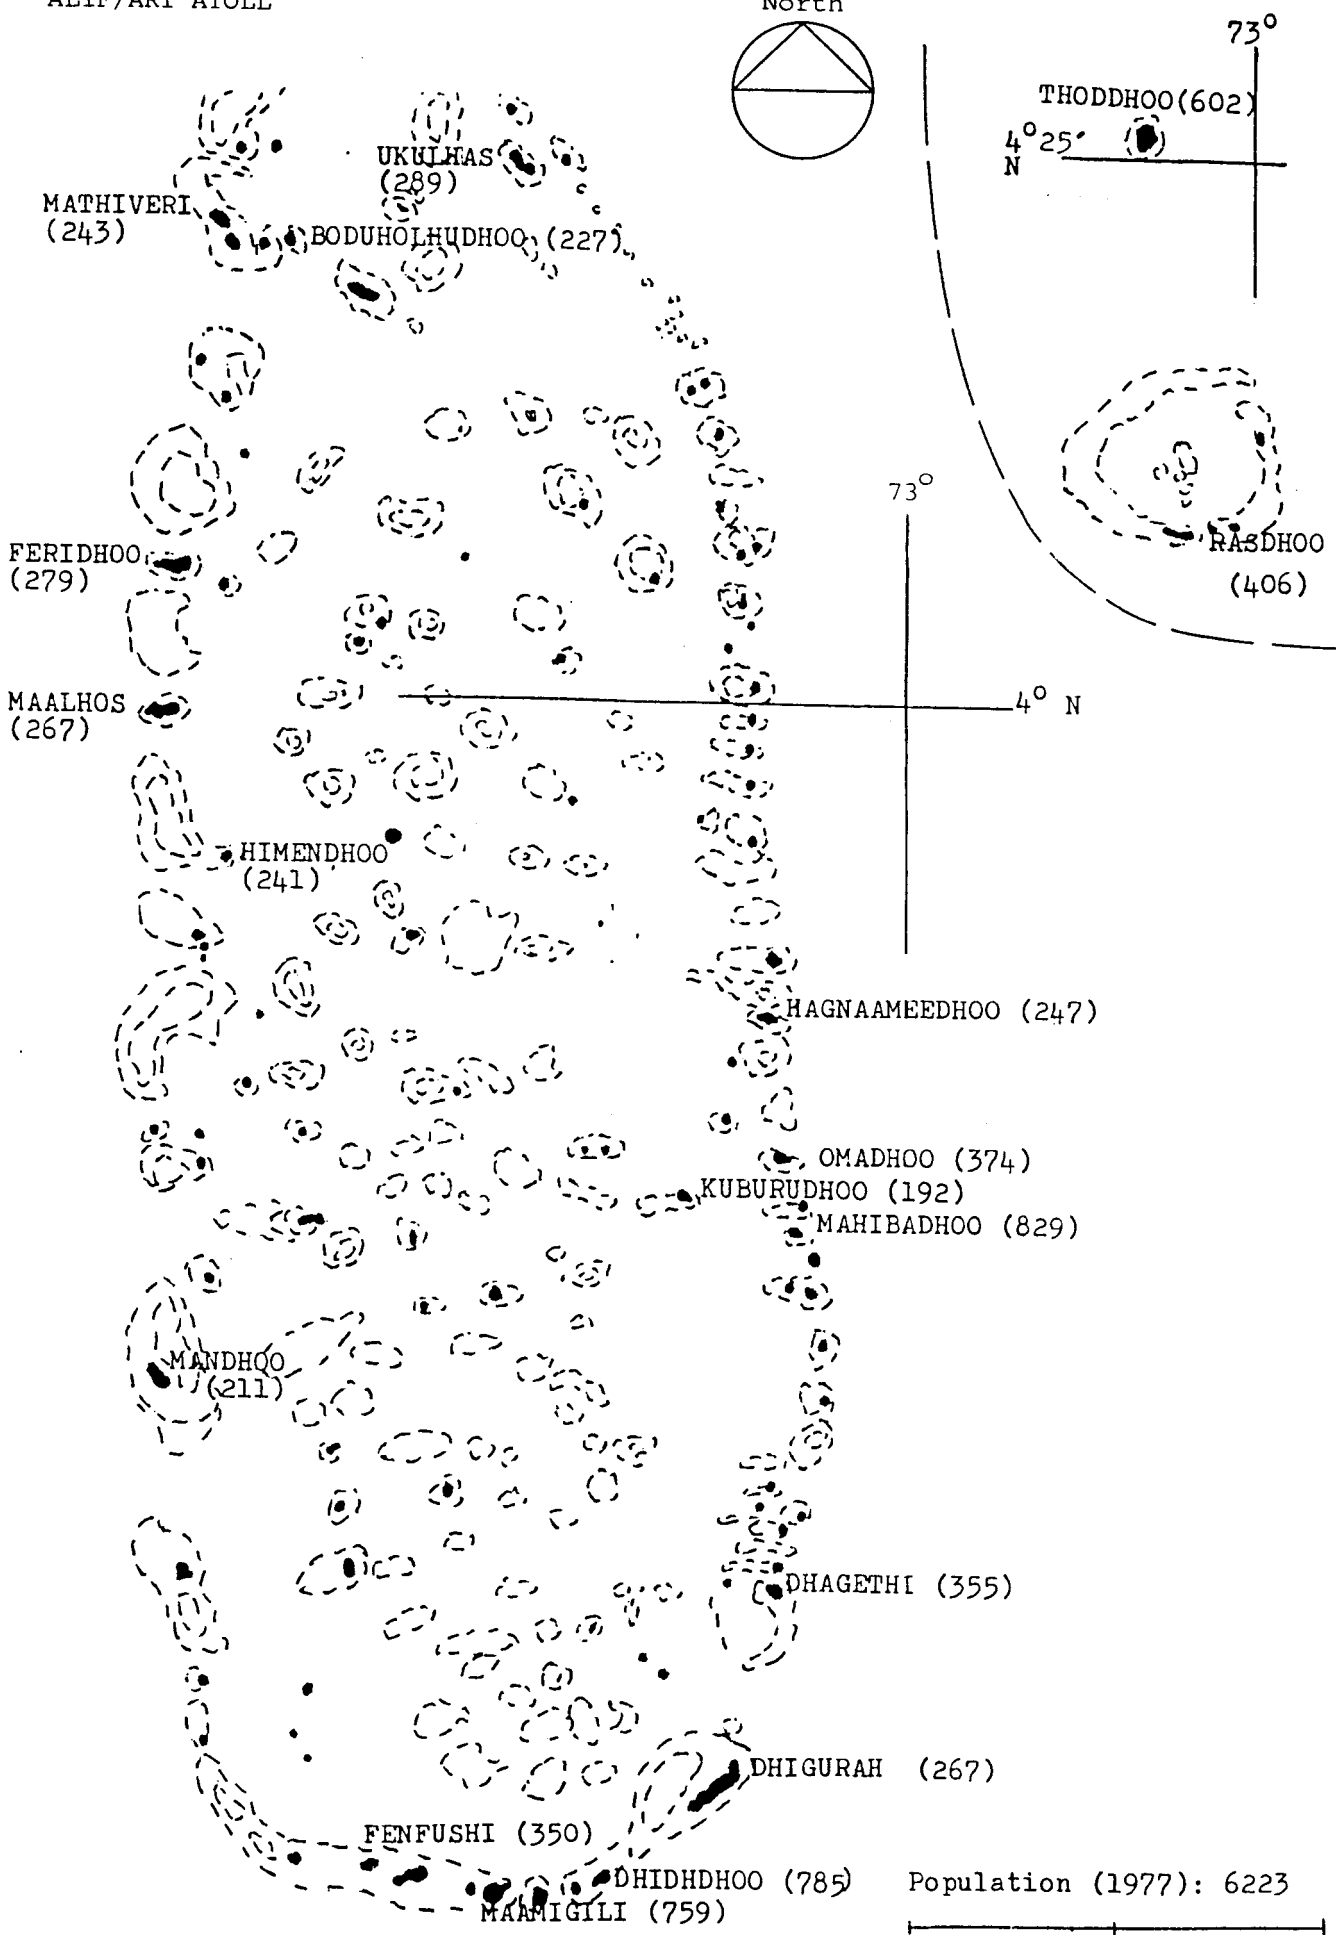 ALIF/ARI ATOLL
North
73°
THODDHOO(602)
4° 25'
N
UKULHAS
(289)
MATHIVERI
(243)
BODUHOLHUDHOO (227)
73°
FERIDHOO
(279)
RASDHOO
(406)
MAALHOS
(267)
4° N
HIMENDHOO
(241)
HAGNAAMEEDHOO (247)
OMADHOO (374)
KUBURUDHOO (192)
MAHIBADHOO (829)
MANDHOO
(211)
DHAGETHI (355)
DHIGURAH (267)
FENFUSHI (350)
DHIDHDHOO (785)
MAAMIGILI (759)
Population (1977): 6223